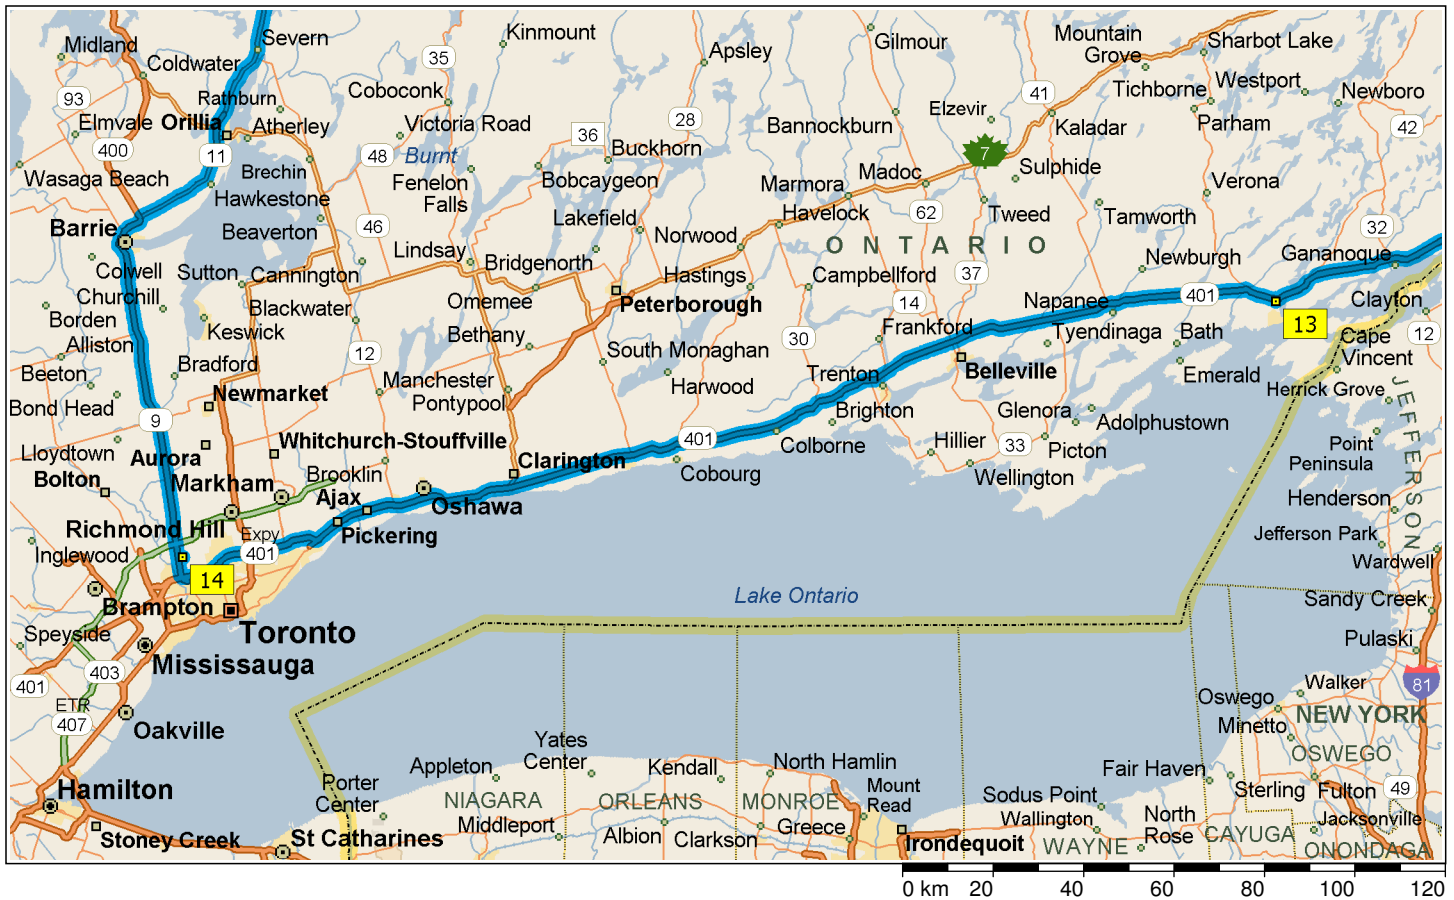 Midland
Severn
Kinmount
Apsley
Gilmour
Mountain
Grove
Sharbot Lake
Coldwater
35
Tichborne
Westport
93
Rathburn
Coboconk
Elzevir
41
Newboro
Elmvale
Orillia
Atherley
Victoria Road
36
28
Bannockburn
Kaladar
Parham
42
400
11
48
Burnt
Buckhorn
7
Wasaga Beach
Brechin
Fenelon
Falls
Bobcaygeon
Marmora
Madoc
Sulphide
Verona
Hawkestone
Barrie
46
Lakefield
Havelock
62
Tweed
Tamworth
32
Beaverton
Lindsay
Norwood
ONTARIO
Newburgh
Gananoque
Colwell
Sutton
Cannington
Bridgenorth
Hastings
Campbellford
37
Churchill
Blackwater
Omemee
Peterborough
14
Napanee
401
Clayton
Borden
Keswick
Bethany
30
Frankford
Tyendinaga
Bath
13
Cape
Vincent
12
Alliston
Bradford
12
South Monaghan
Beeton
Newmarket
Manchester
Harwood
Trenton
Belleville
Emerald
Herrick Grove
JEFFERSON
Bond Head
9
Pontypool
Brighton
Glenora
Adolphustown
Lloydtown
Aurora
Whitchurch-Stouffville
401
Colborne
Hillier
33
Picton
Point
Peninsula
Bolton
Markham
Brooklin
Clarington
Cobourg
Wellington
Ajax
Oshawa
Henderson
Richmond Hill
Expy
401
Pickering
Jefferson Park
Inglewood
Wardwell
14
Brampton
Lake Ontario
Sandy Creek
Speyside
Toronto
Pulaski
Mississauga
403
401
81
ETR
407
Walker
Oswego
NEW YORK
Oakville
Minetto
Yates
Center
OSWEGO
Appleton
Kendall
North Hamlin
Fair Haven
Hamilton
Porter
Center
Mount
Read
Sterling
Fulton
49
NIAGARA
ORLEANS
MONROE
Sodus Point
Stoney Creek
St Catharines
Middleport
Albion
Clarkson
Greece
Wallington
North
Rose
CAYUGA
Jacksonville
Irondequoit
WAYNE
ONONDAGA
0 km
20
40
60
80
100
120